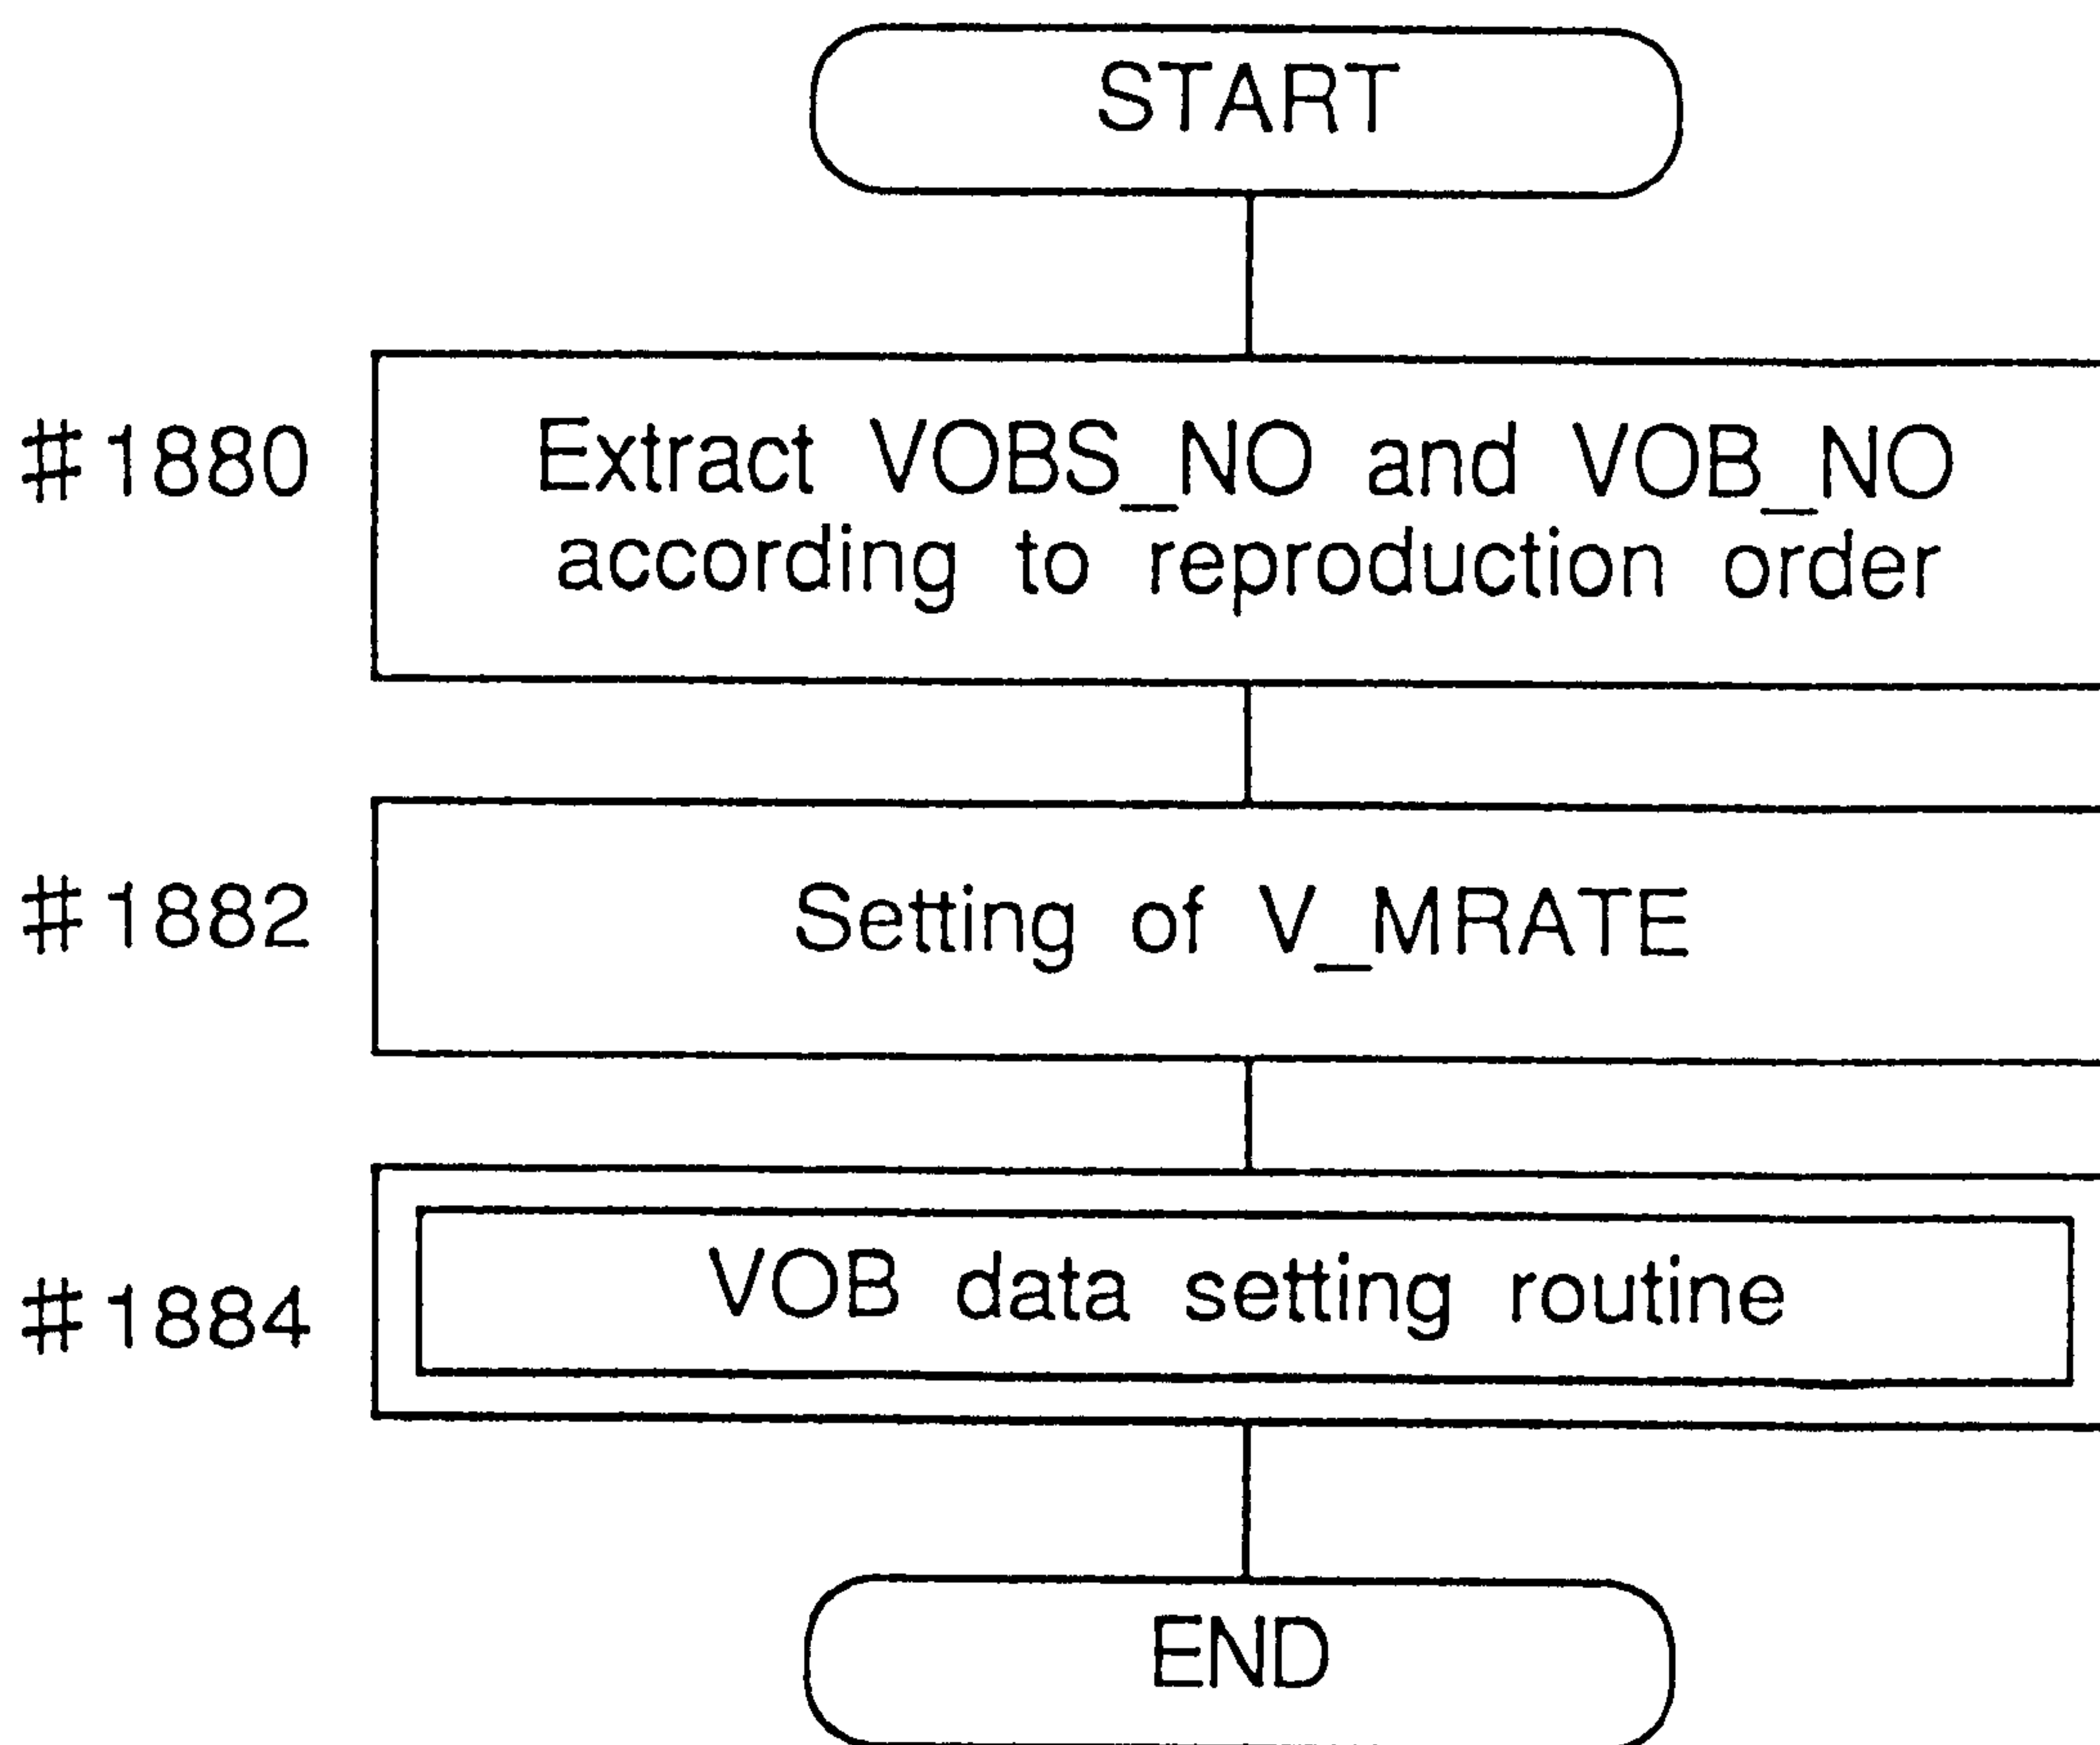 START
#1880
Extract VOBS_NO and VOB_NO
according to reproduction order
#1882
Setting of V_MRATE
#1884
VOB data setting routine
END